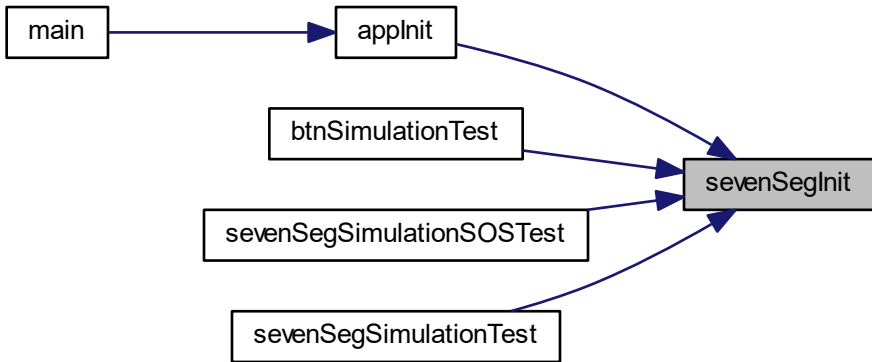 main
appInit
btnSimulationTest
sevenSegInit
sevenSegSimulationSOSTest
sevenSegSimulationTest